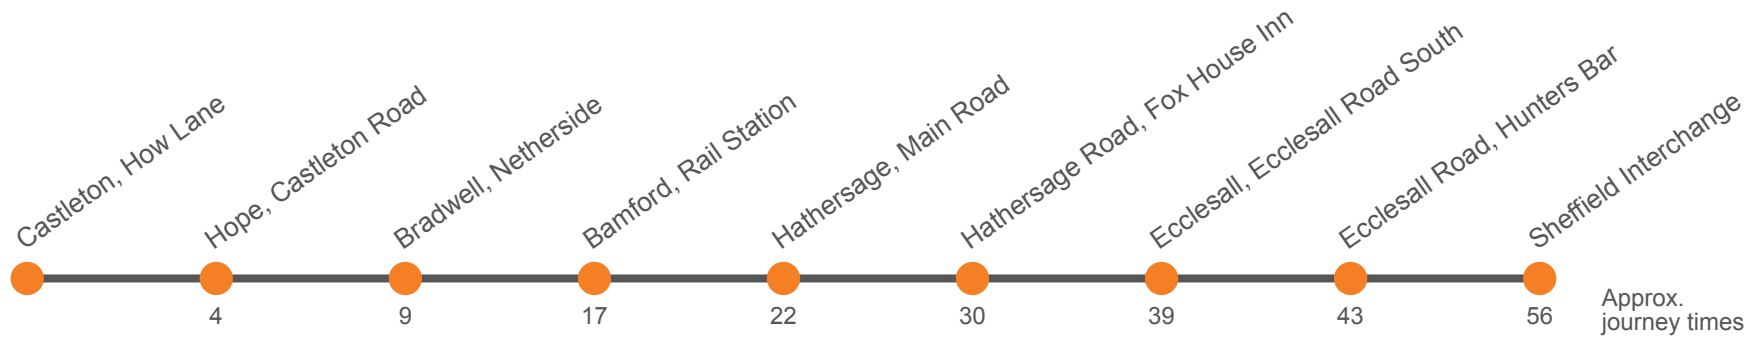 Castleton, How Lane
Hope, Castleton Road
Bradwell, Netherside
Bamford, Rail Station
Hathersage, Main Road
Hathersage Road, Fox House Inn
Ecclesall, Ecclesall Road South
Ecclesall Road, Hunters Bar
Sheffield Interchange
4
9
17
22
30
39
43
56
Approx.
journey times